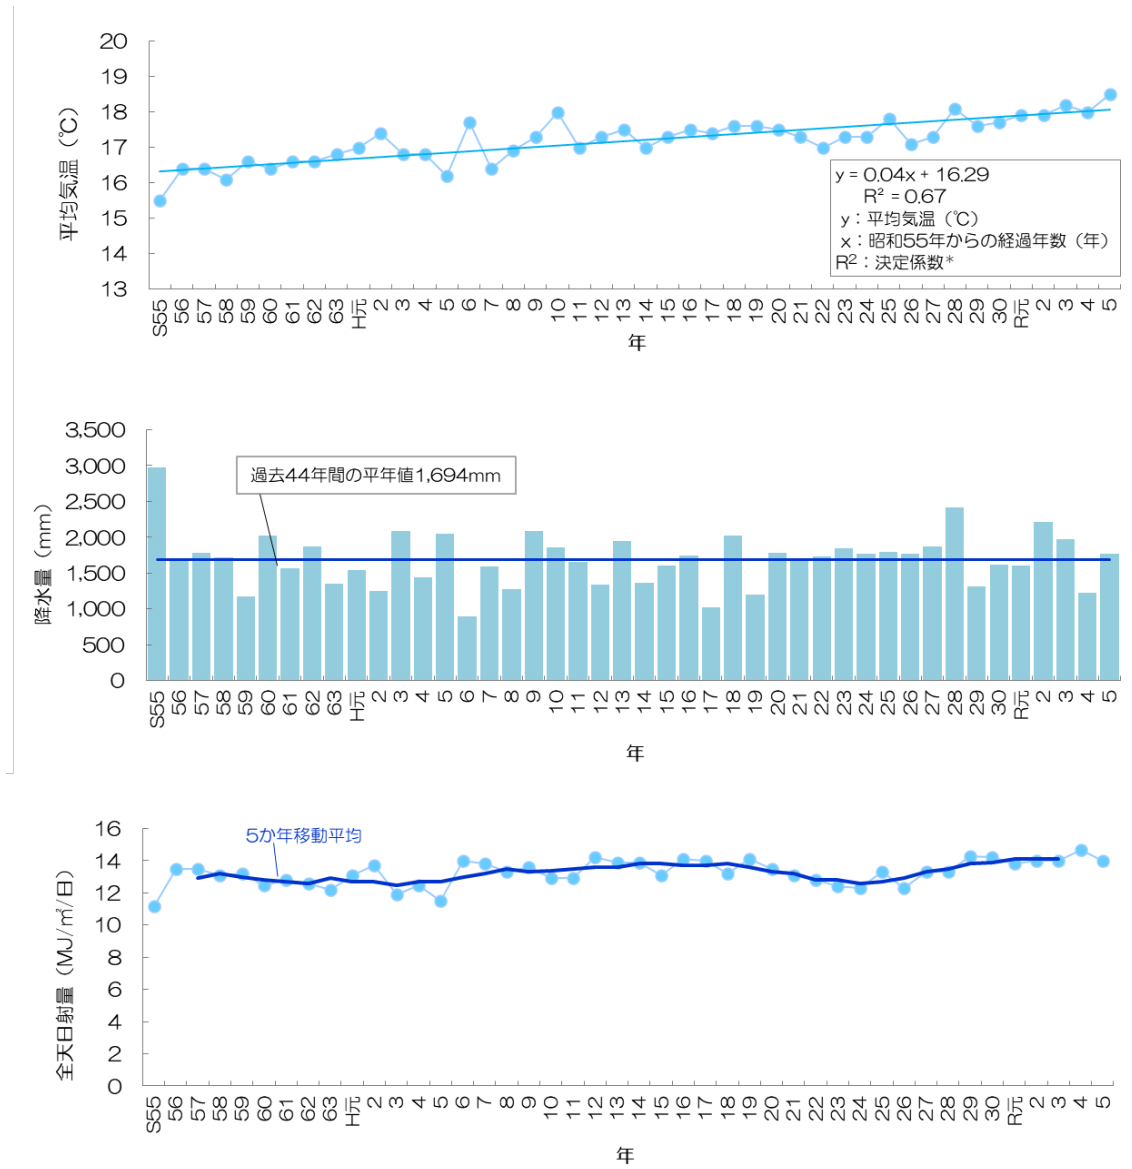 20
19
18
17
16
15
14
13
平均気温（℃）
y = 0.04x + 16.29
R² = 0.67
y：平均気温（℃）
x：昭和55年からの経過年数（年）
R²：決定係数*
S55 56 57 58 59 60 61 62 63 H元 2 3 4 5 6 7 8 9 10 11 12 13 14 15 16 17 18 19 20 21 22 23 24 25 26 27 28 29 30 R元 2 3 4 5
年
3,500
3,000
2,500
2,000
1,500
1,000
500
0
降水量（mm）
過去44年間の平年値1,694mm
S55 56 57 58 59 60 61 62 63 H元 2 3 4 5 6 7 8 9 10 11 12 13 14 15 16 17 18 19 20 21 22 23 24 25 26 27 28 29 30 R元 2 3 4 5
年
16
14
12
10
8
6
4
2
0
全天日射量（MJ/㎡/日）
5か年移動平均
S55 56 57 58 59 60 61 62 63 H元 2 3 4 5 6 7 8 9 10 11 12 13 14 15 16 17 18 19 20 21 22 23 24 25 26 27 28 29 30 R元 2 3 4 5
年